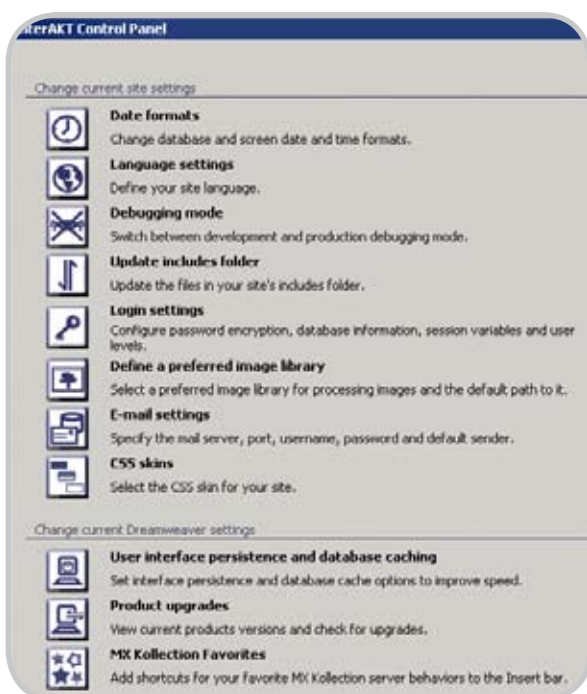 terAKT Control Panel
Change current site settings
Date formats
Change database and screen date and time formats.
Language settings
Define your site language.
Debugging mode
Switch between development and production debugging mode.
Update includes folder
Update the files in your site's includes folder.
Login settings
Configure password encryption, database information, session variables and user
levels.
Define a preferred image library
Select a preferred image library for processing images and the default path to it.
E-mail settings
Specify the mail server, port, username, password and default sender.
CSS skins
Select the CSS skin for your site.
Change current Dreamweaver settings
User interface persistence and database caching
Set interface persistence and database cache options to improve speed.
Product upgrades
View current products versions and check for upgrades.
MX Kollection Favorites
Add shortcuts for your favorite MX Kollection server behaviors to the Insert bar.